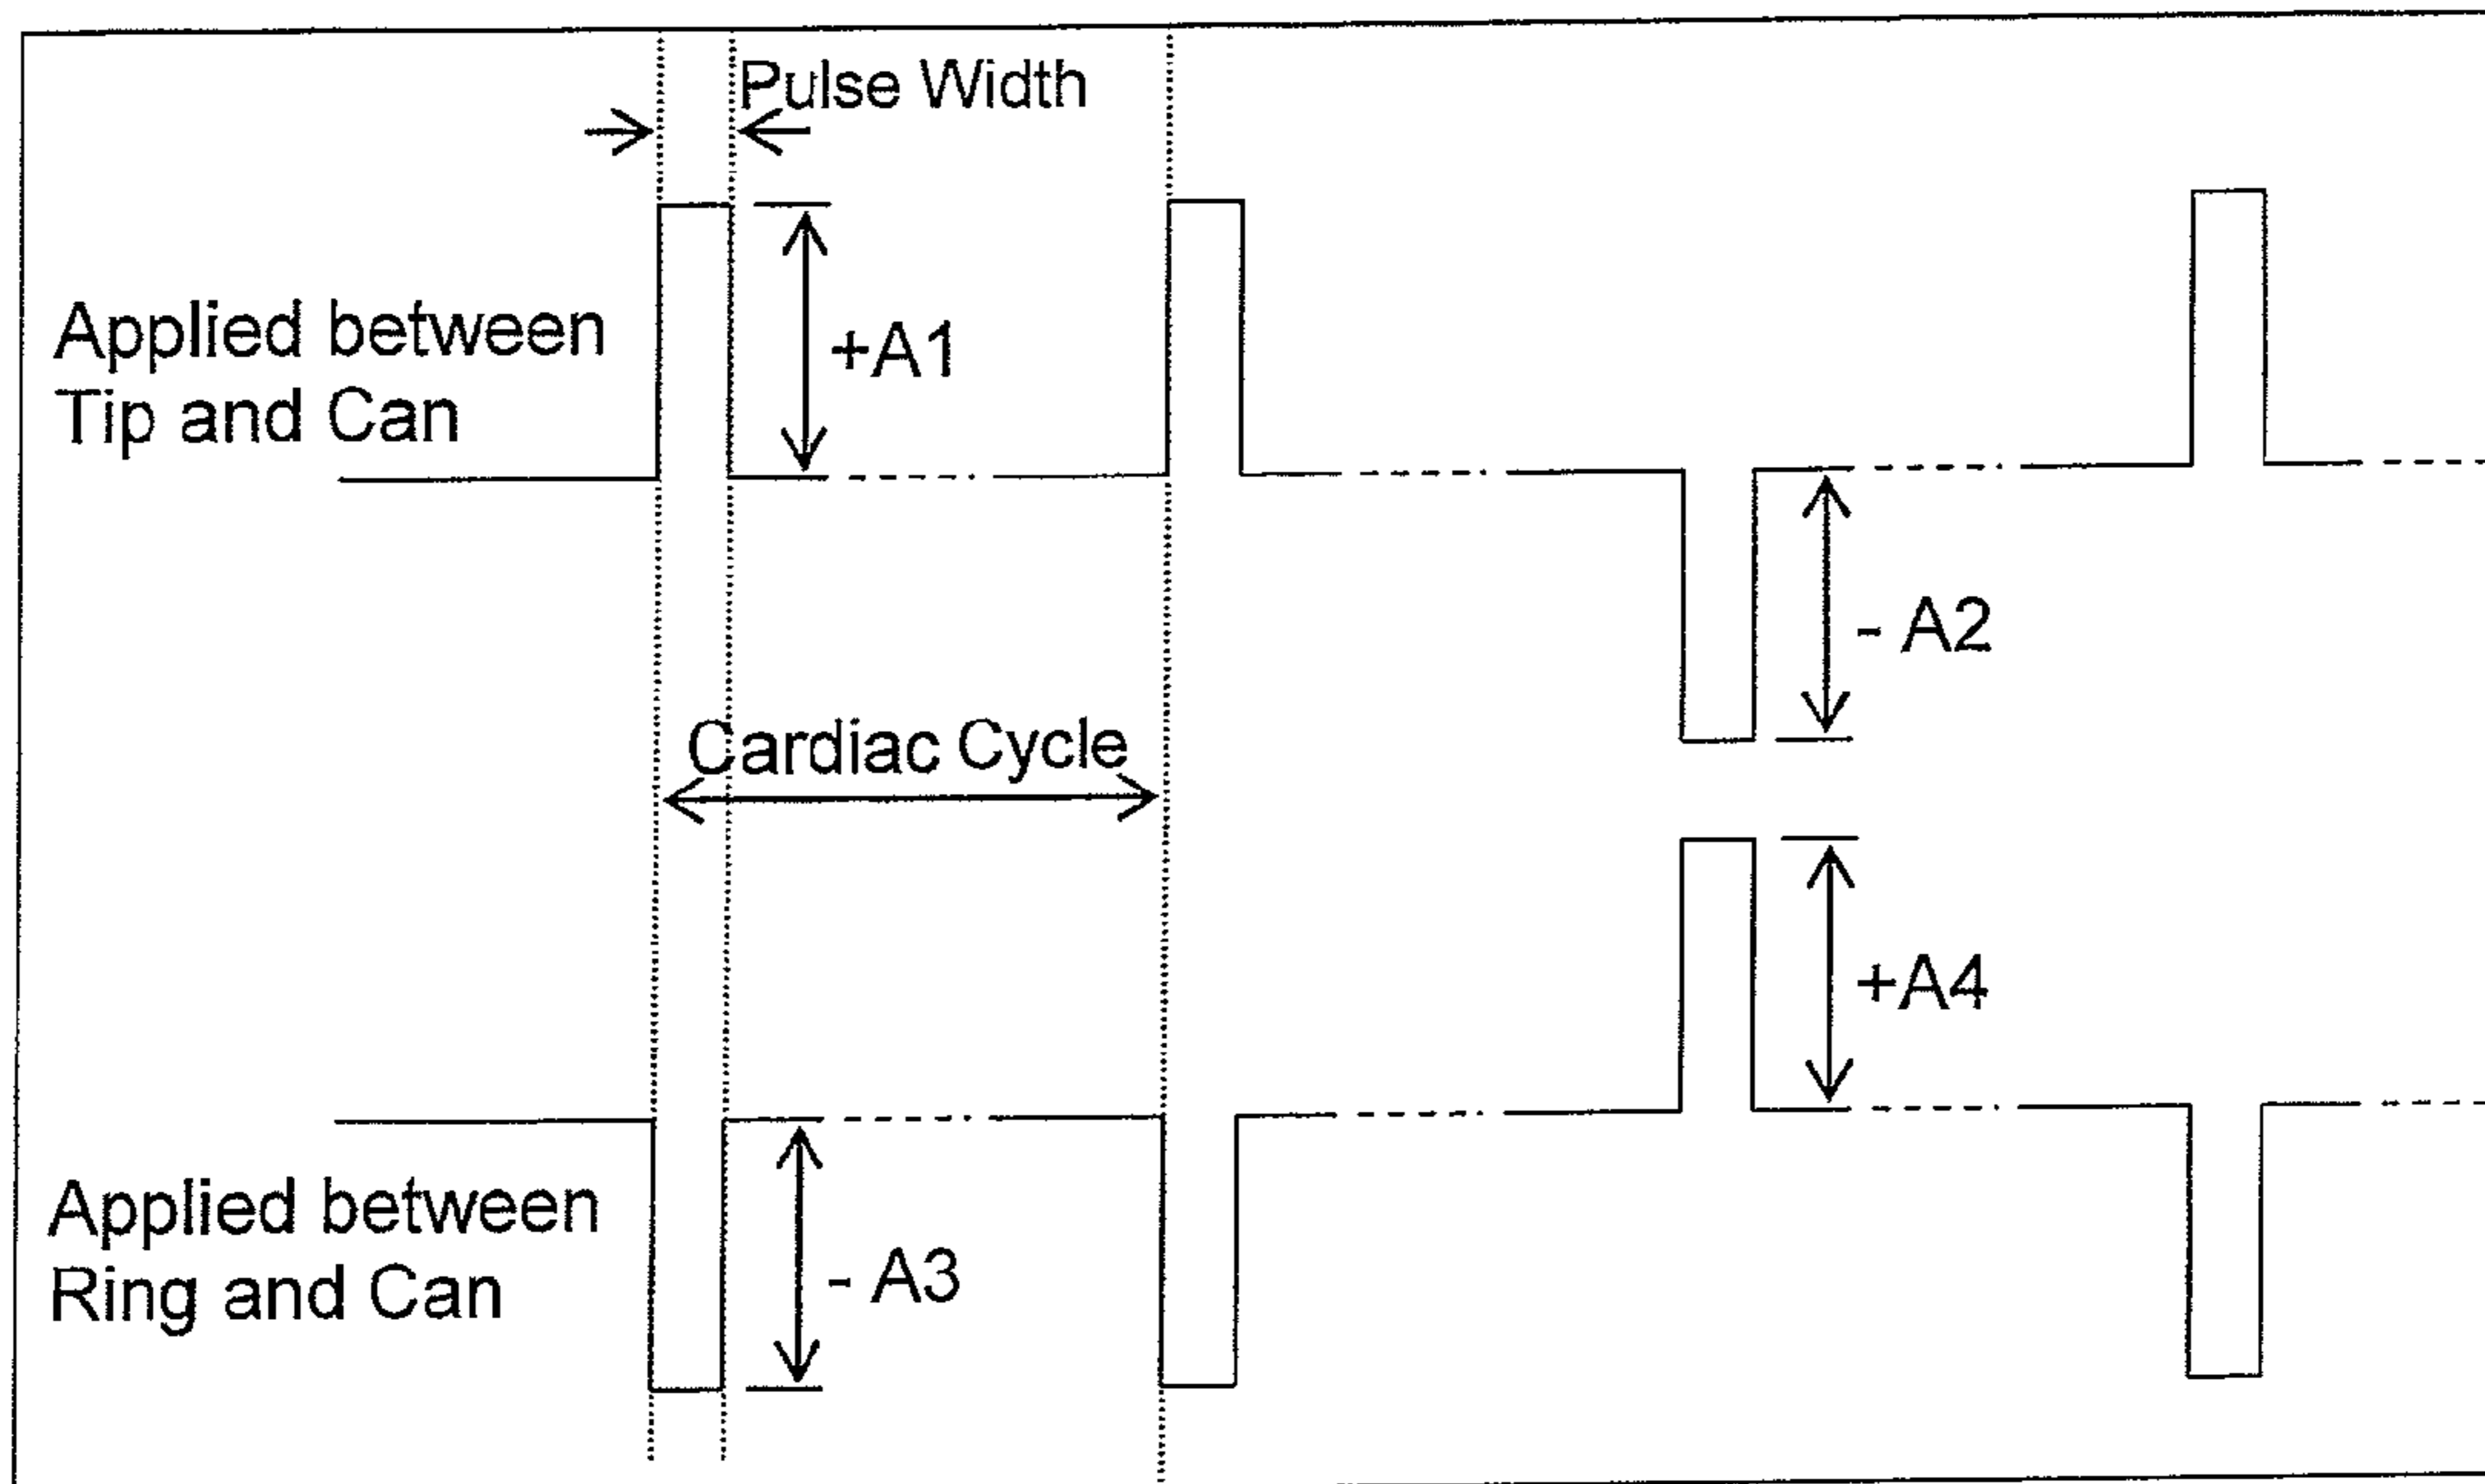 Pulse Width
Applied between
Tip and Can
+A1
- A2
Cardiac Cycle
+A4
Applied between
Ring and Can
- A3